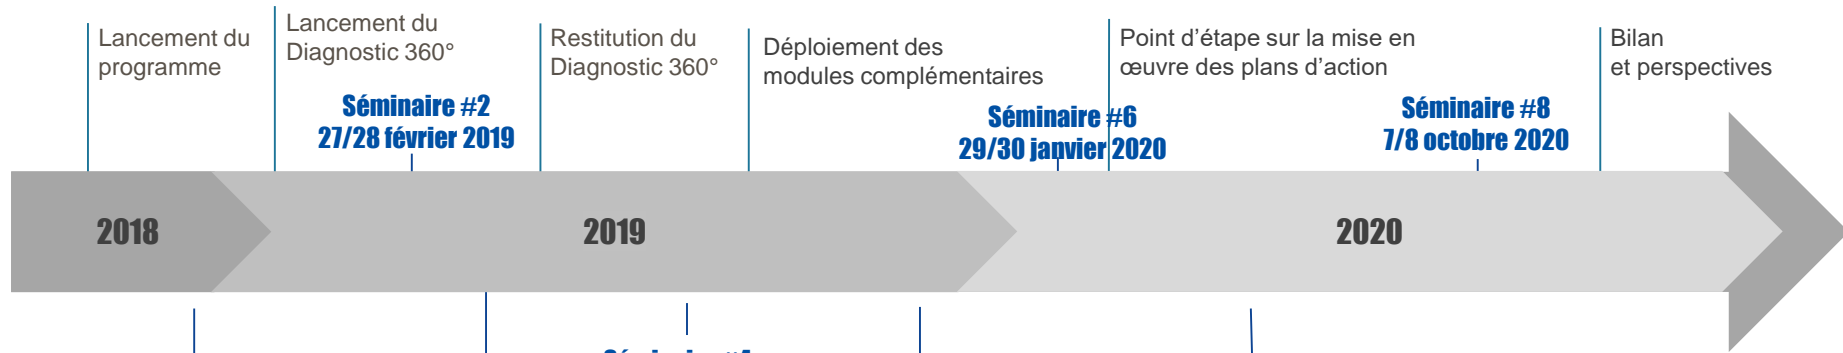 Lancement du
programme
Lancement du
Diagnostic 360°
Restitution du
Diagnostic 360°
Déploiement des
modules complémentaires
Point d’étape sur la mise en
œuvre des plans d’action
Bilan
et perspectives
Séminaire #2
27/28 février 2019
Séminaire #6
29/30 janvier 2020
Séminaire #8
7/8 octobre 2020
2018
2019
2020